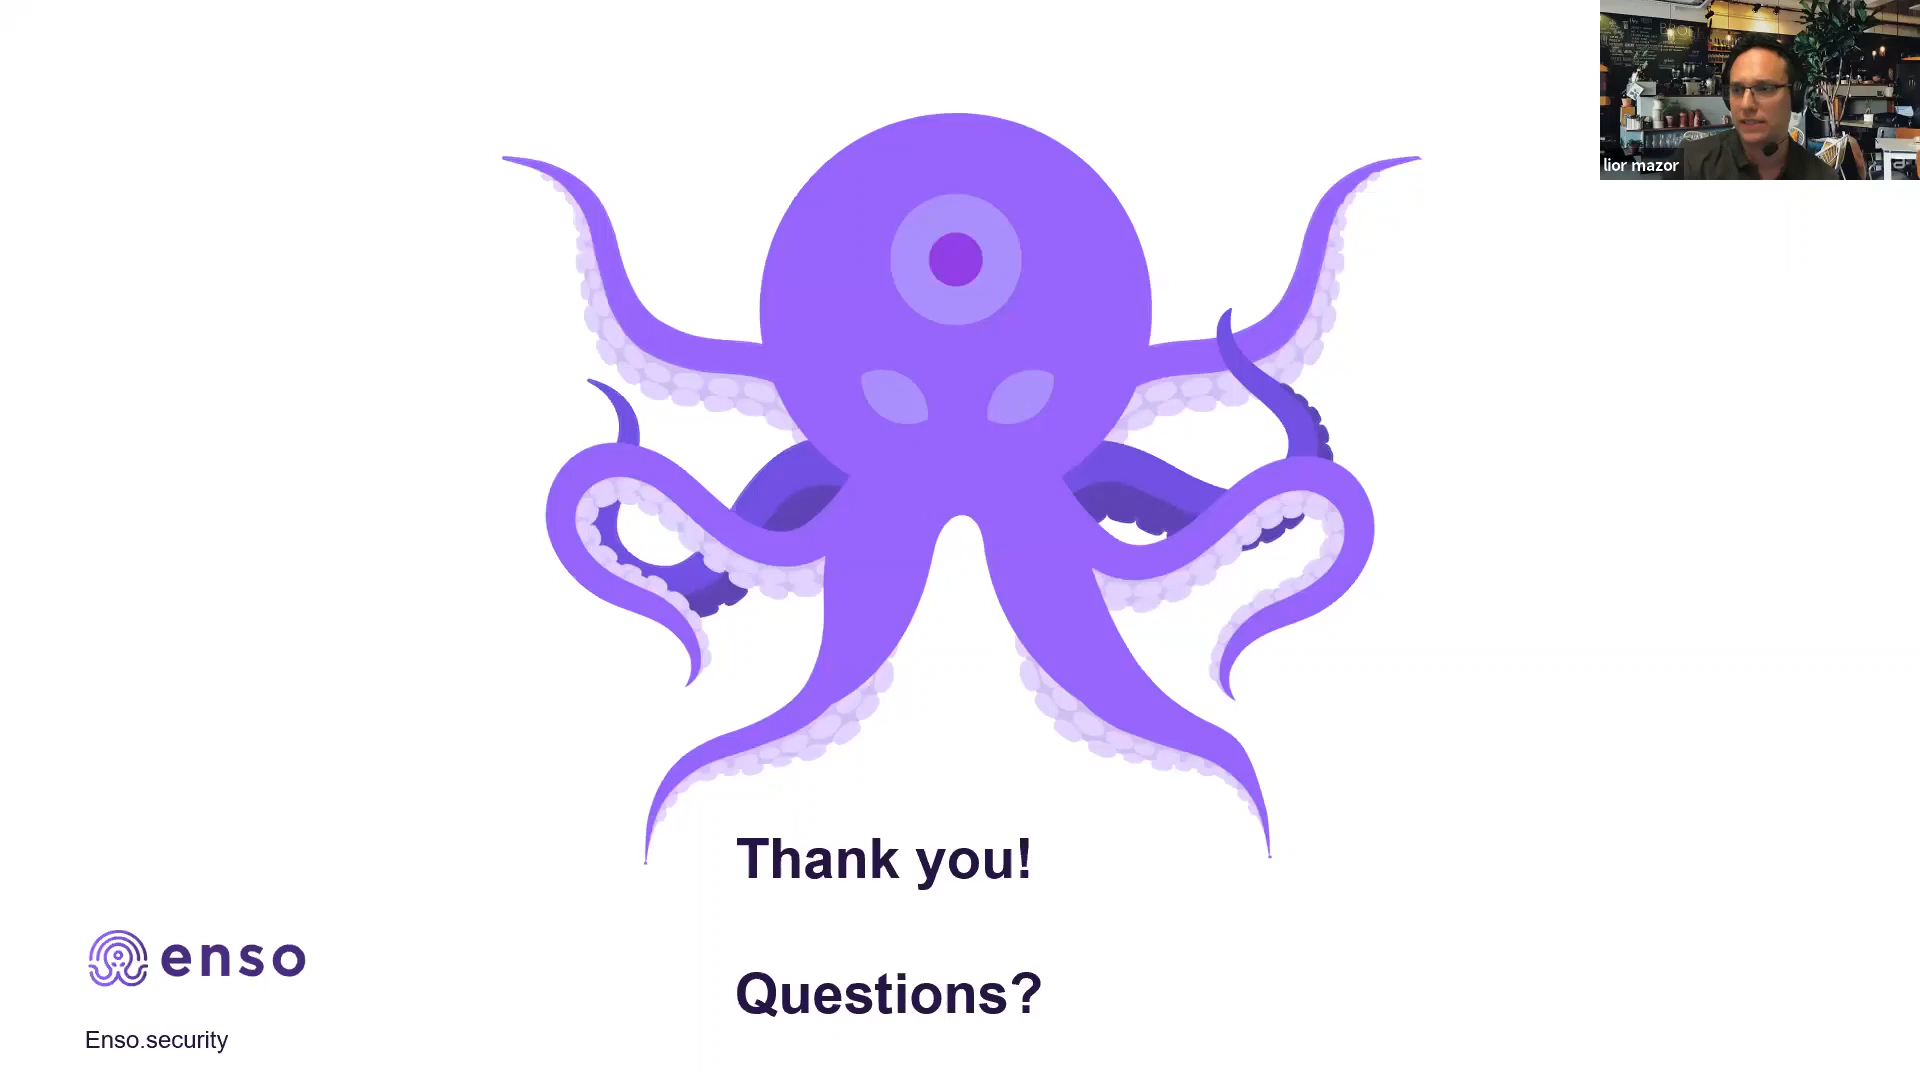 lior mazor
Thank you!
enso
Questions?
Enso.security